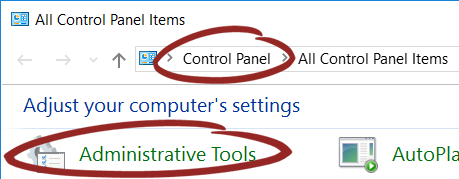 All Control Panel Items
Control Panel All Control Panel Items
Adjust your computer's settings
Administrative Tools AutoPla